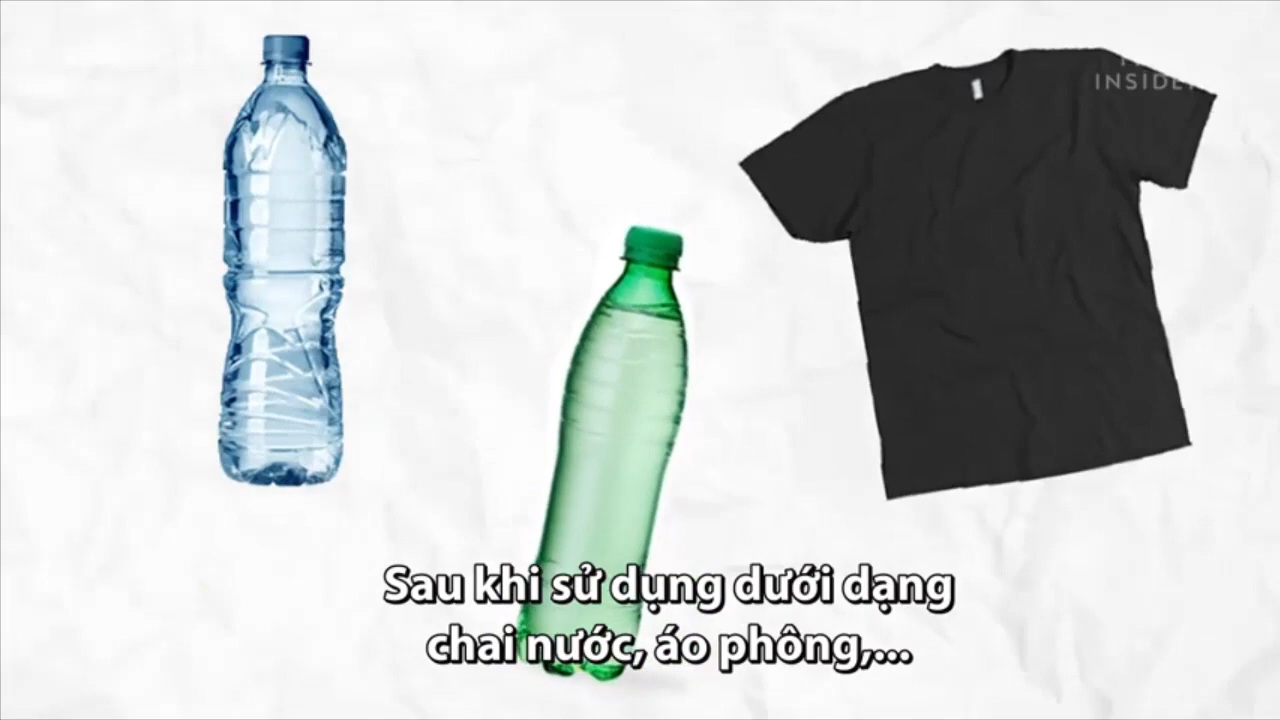 INSIDER
Sau khi sử dụng dưới dạng
chai nước, áo phông,...